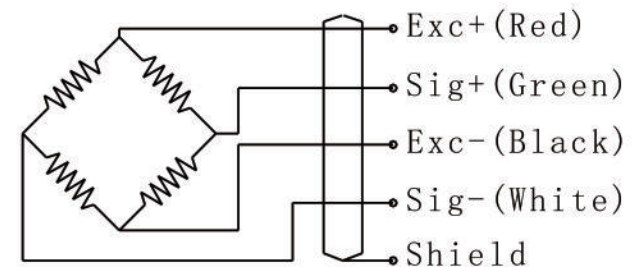 Exc+(Red)
Sig+(Green)
Exc-(Black)
Sig-(White)
Shield